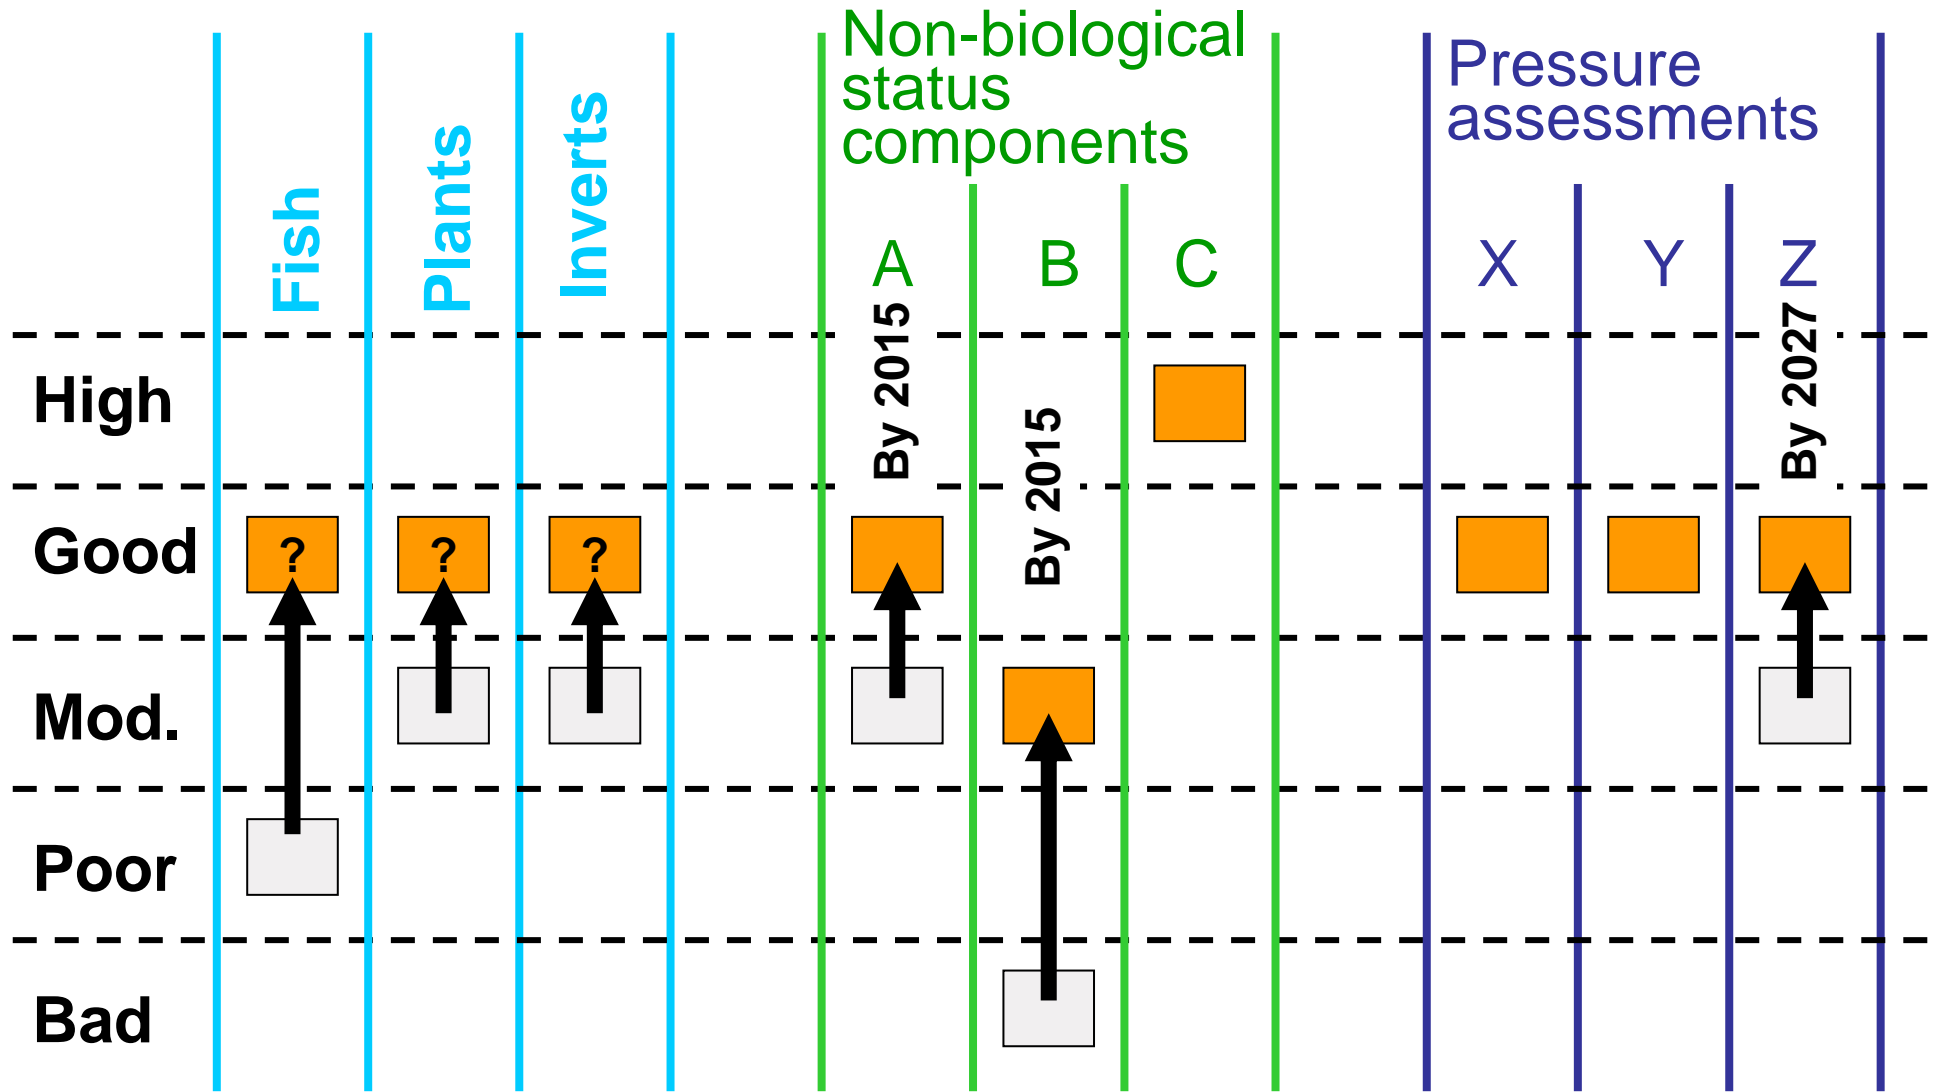 Non-biological
status
components
Pressure
assessments
Fish
Plants
Inverts
A
B
C
X
Y
Z
By 2015
By 2015
By 2027
High
Good
?
?
?
Mod.
Poor
Bad